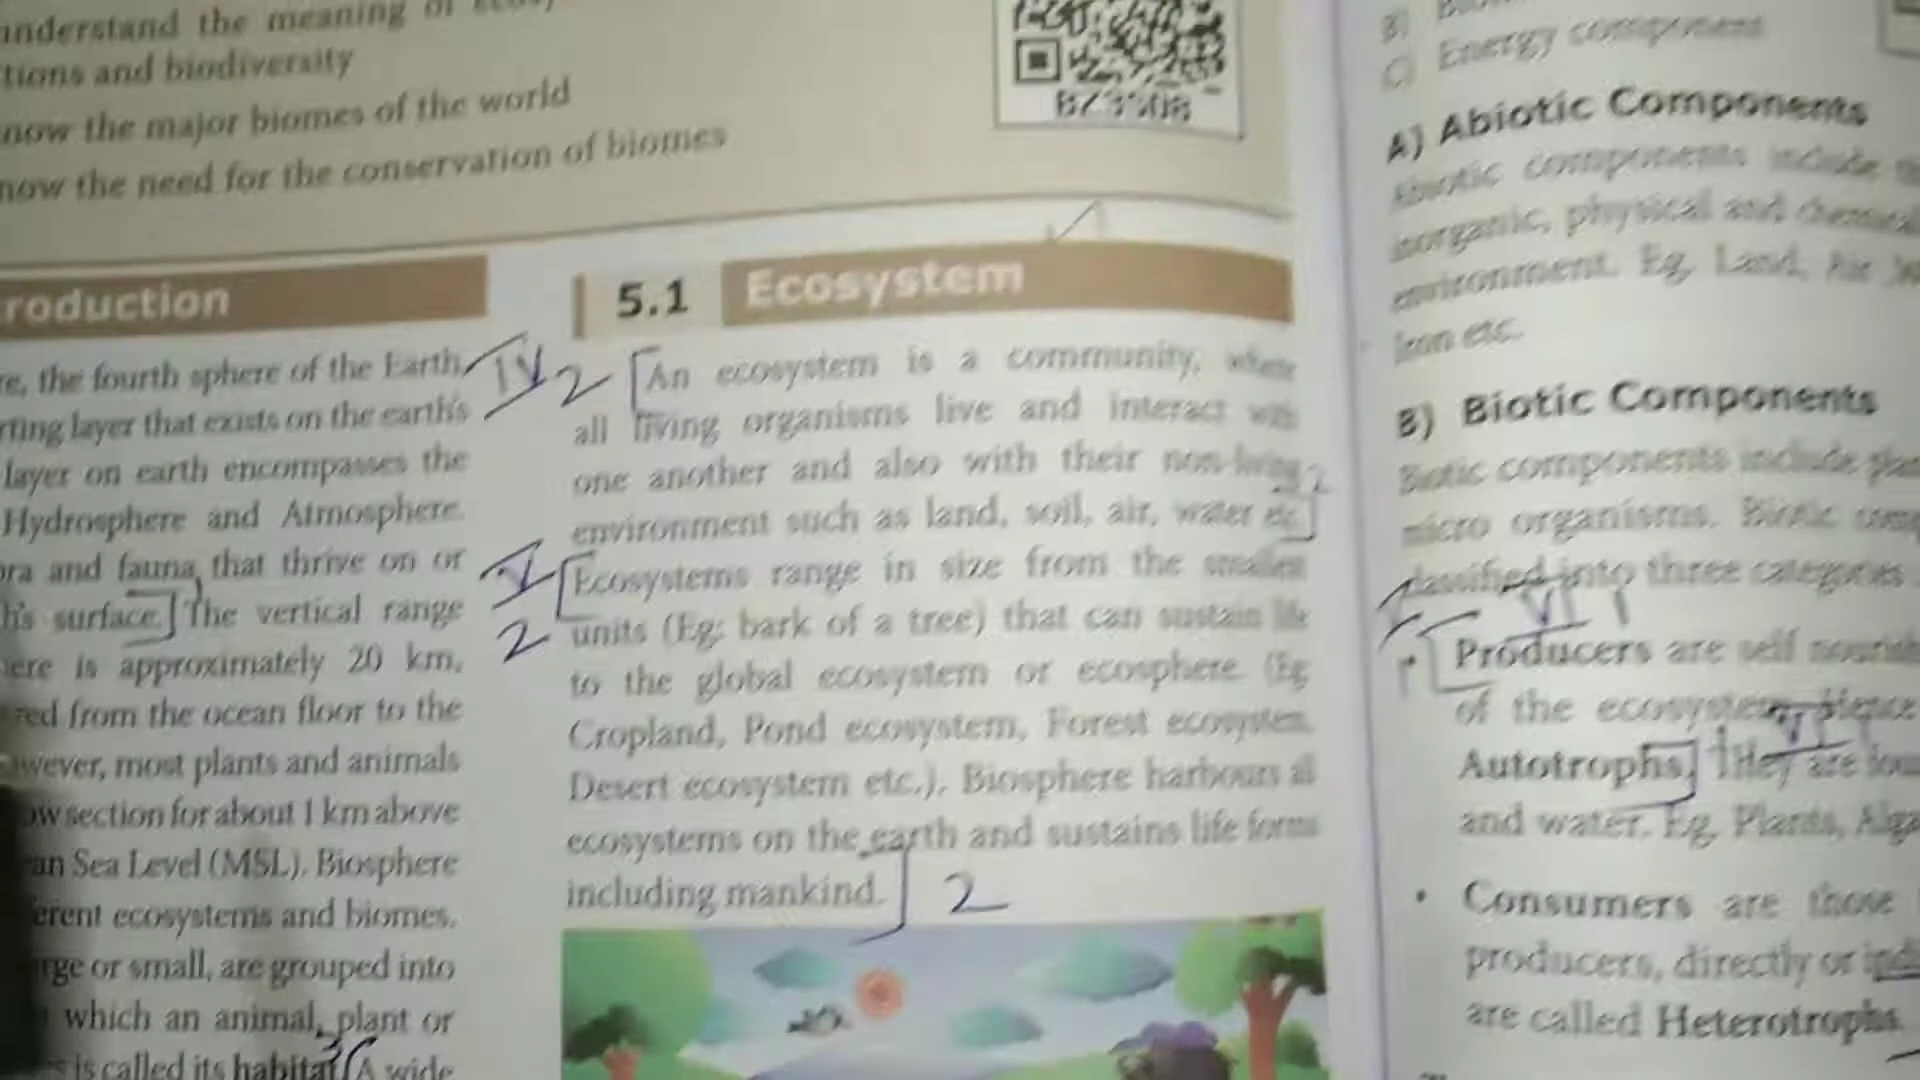 understand the meaning of
tions and biodiversity
now the major biomes of the world
now the need for the conservation of biomes
roduction
re, the fourth sphere of the Earth,
rting layer that exists on the earth's
layer on earth encompasses the
Hydrosphere and Atmosphere.
ora and fauna, that thrive on or
h's surface. The vertical range
ere is approximately 20 km,
red from the ocean floor to the
owever, most plants and animals
ow section for about 1 km above
an Sea Level (MSL). Biosphere
erent ecosystems and biomes.
rge or small, are grouped into
which an animal, plant or
s is called its habitat. A wide
5.1 Ecosystem
IV
2
An ecosystem is a community, where
all living organisms live and interact with
one another and also with their non-living
environment such as land, soil, air, water etc.
2
Ecosystems range in size from the smallest
2
units (Eg; bark of a tree) that can sustain life
to the global ecosystem or ecosphere (Eg
Cropland, Pond ecosystem, Forest ecosystem,
Desert ecosystem etc.). Biosphere harbours all
ecosystems on the earth and sustains life forms
including mankind.
2
C) Energy component
A) Abiotic Components
Abiotic components include
inorganic, physical and chemical
environment. Eg. Land, Air
Iron etc.
B) Biotic Components
Biotic components include
micro organisms. Biotic
classified into three categories
Producers are self
of the ecosystem. Hence
Autotrophs. They are
and water. Eg. Plants,
• Consumers are those
producers, directly or
are called Heterotrophs.